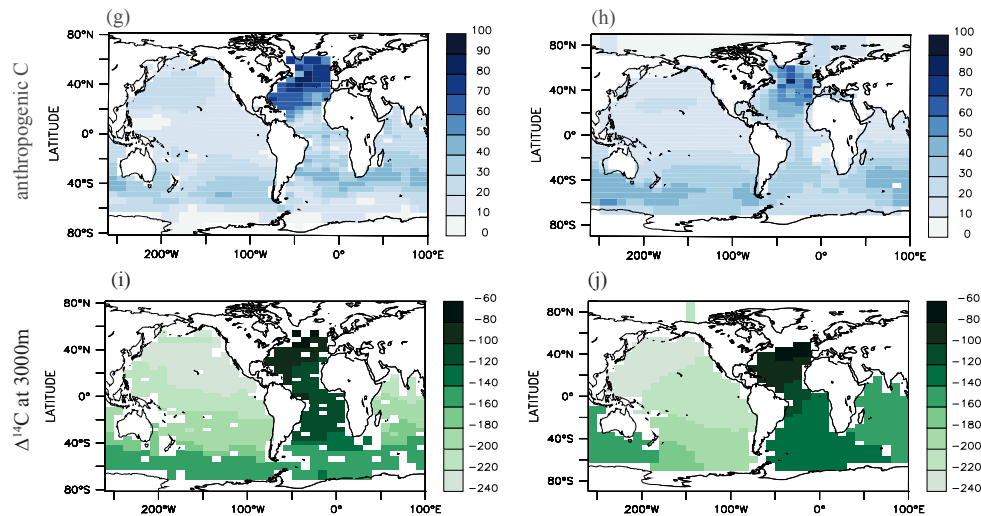 (g)
(h)
anthropogenic C
LATITUDE
80°N
40°N
0°
40°S
80°S
200°W
100°W
0°
100°E
100
90
80
70
60
50
40
30
20
10
0
LATITUDE
80°N
40°N
0°
40°S
80°S
200°W
100°W
0°
100°E
100
90
80
70
60
50
40
30
20
10
0
(i)
(j)
Δ¹⁴C at 3000m
LATITUDE
80°N
40°N
0°
40°S
80°S
200°W
100°W
0°
100°E
−60
−80
−100
−120
−140
−160
−180
−200
−220
−240
LATITUDE
80°N
40°N
0°
40°S
80°S
200°W
100°W
0°
100°E
−60
−80
−100
−120
−140
−160
−180
−200
−220
−240